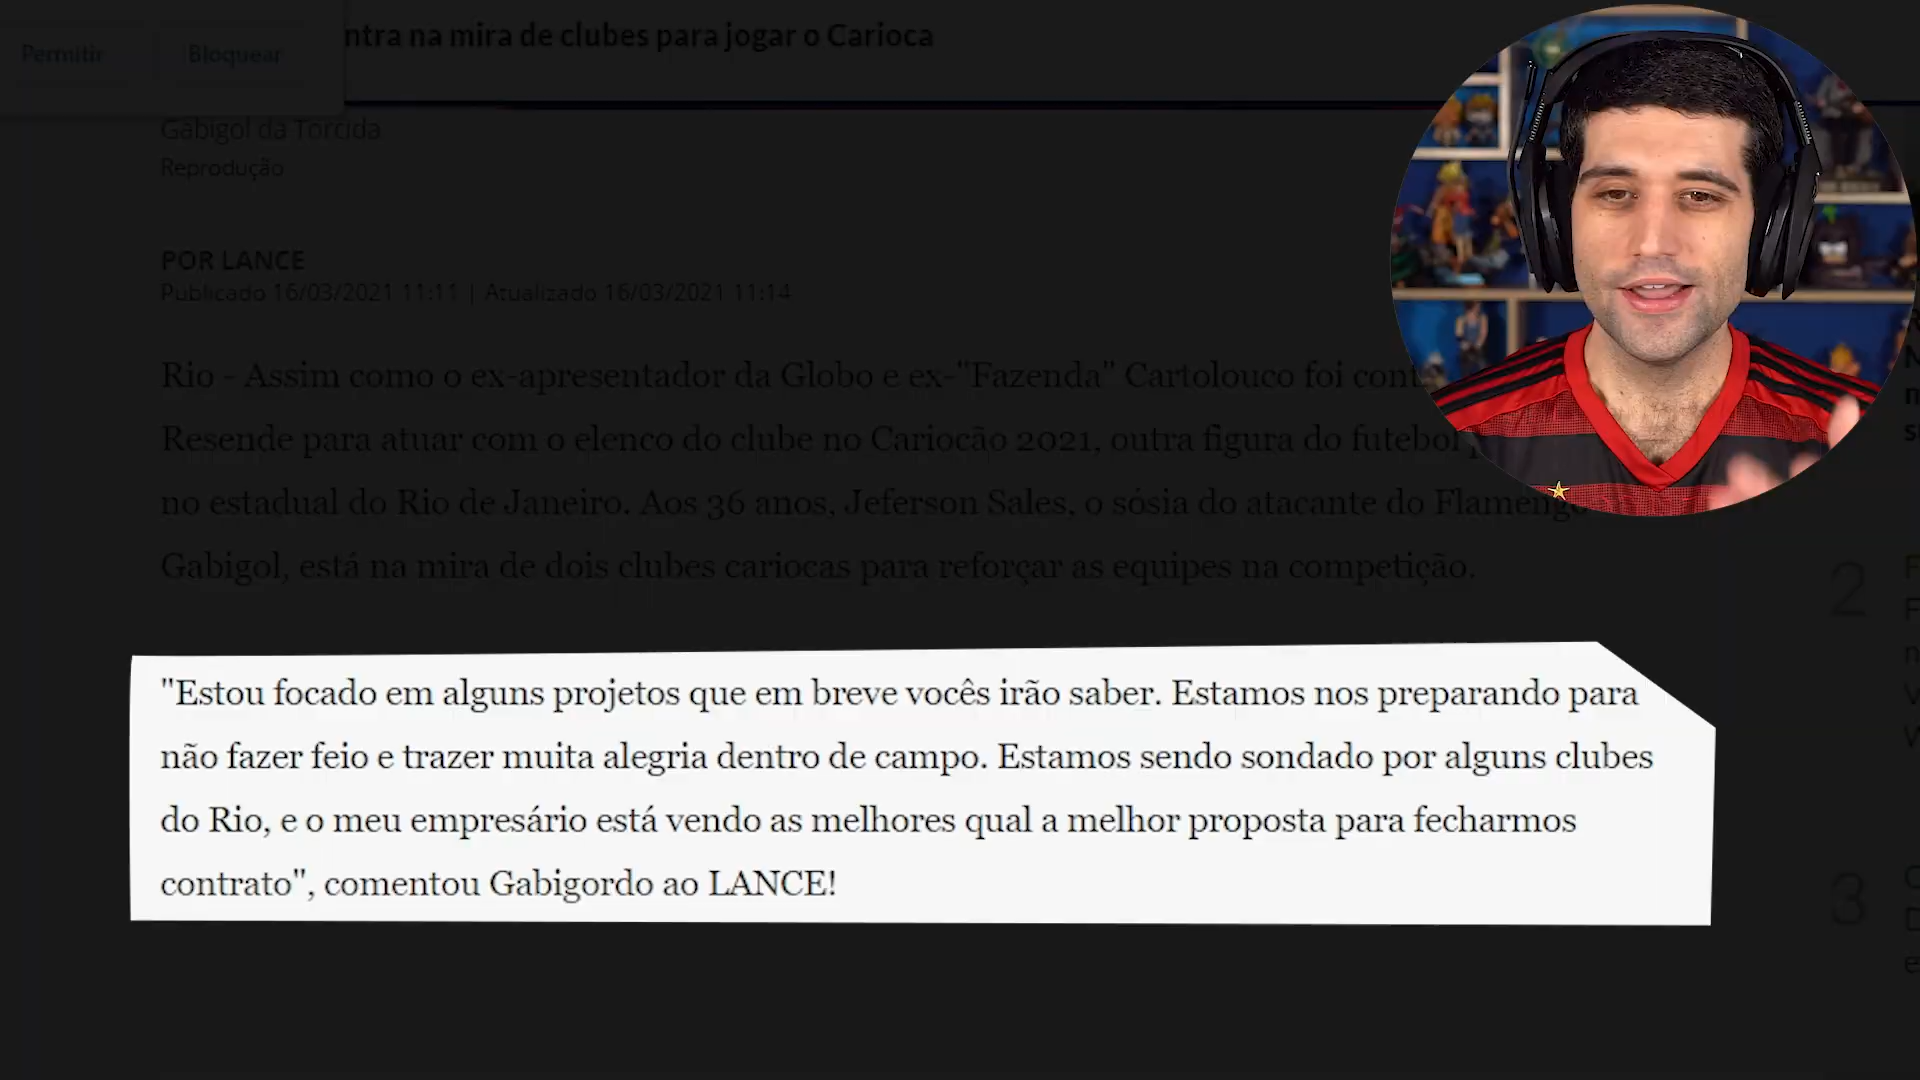 Permitir
Bloquear
ntra na mira de clubes para jogar o Carioca
Gabigol da Torcida
Reprodução
POR LANCE
Publicado 16/03/2021 11:11 | Atualizado 16/03/2021 11:14
Rio - Assim como o ex-apresentador da Globo e ex-"Fazenda" Cartolouco foi cont
Resende para atuar com o elenco do clube no Cariocão 2021, outra figura do futebol
no estadual do Rio de Janeiro. Aos 36 anos, Jeferson Sales, o sósia do atacante do Flamengo
Gabigol, está na mira de dois clubes cariocas para reforçar as equipes na competição.
"Estou focado em alguns projetos que em breve vocês irão saber. Estamos nos preparando para
não fazer feio e trazer muita alegria dentro de campo. Estamos sendo sondado por alguns clubes
do Rio, e o meu empresário está vendo as melhores qual a melhor proposta para fecharmos
contrato", comentou Gabigordo ao LANCE!
2
3